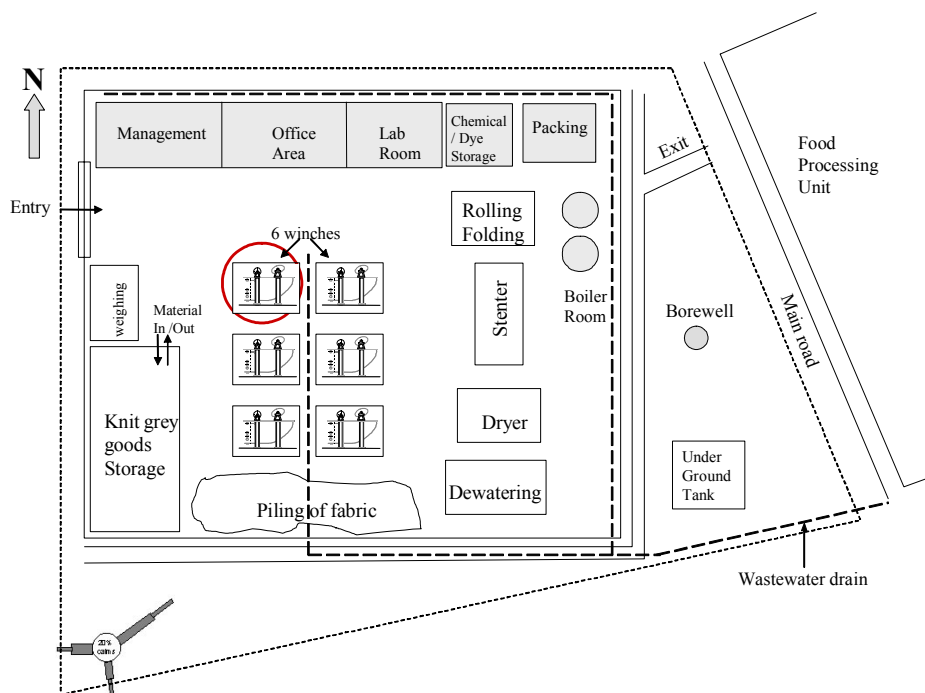 N
Management
Office
Area
Lab
Room
Chemical
/ Dye
Storage
Packing
Exit
Food
Processing
Unit
Entry
Rolling
Folding
6 winches
weighing
Material
In /Out
Stenter
Boiler
Room
Borewell
Main road
Knit grey
goods
Storage
Dryer
Under
Ground
Tank
Dewatering
Piling of fabric
Wastewater drain
20%
calms